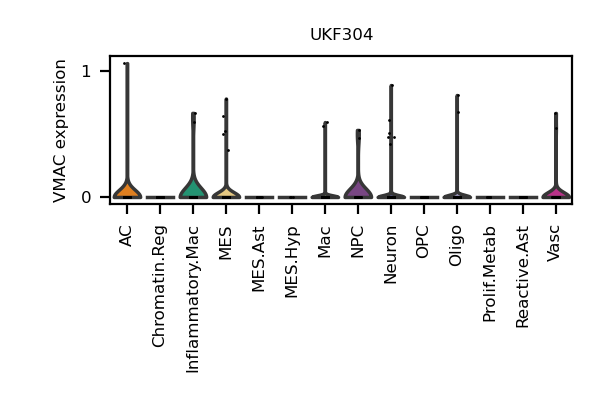 UKF304
VMAC expression
1
0
AC
Chromatin.Reg
Inflammatory.Mac
MES
MES.Ast
MES.Hyp
Mac
NPC
Neuron
OPC
Oligo
Prolif.Metab
Reactive.Ast
Vasc